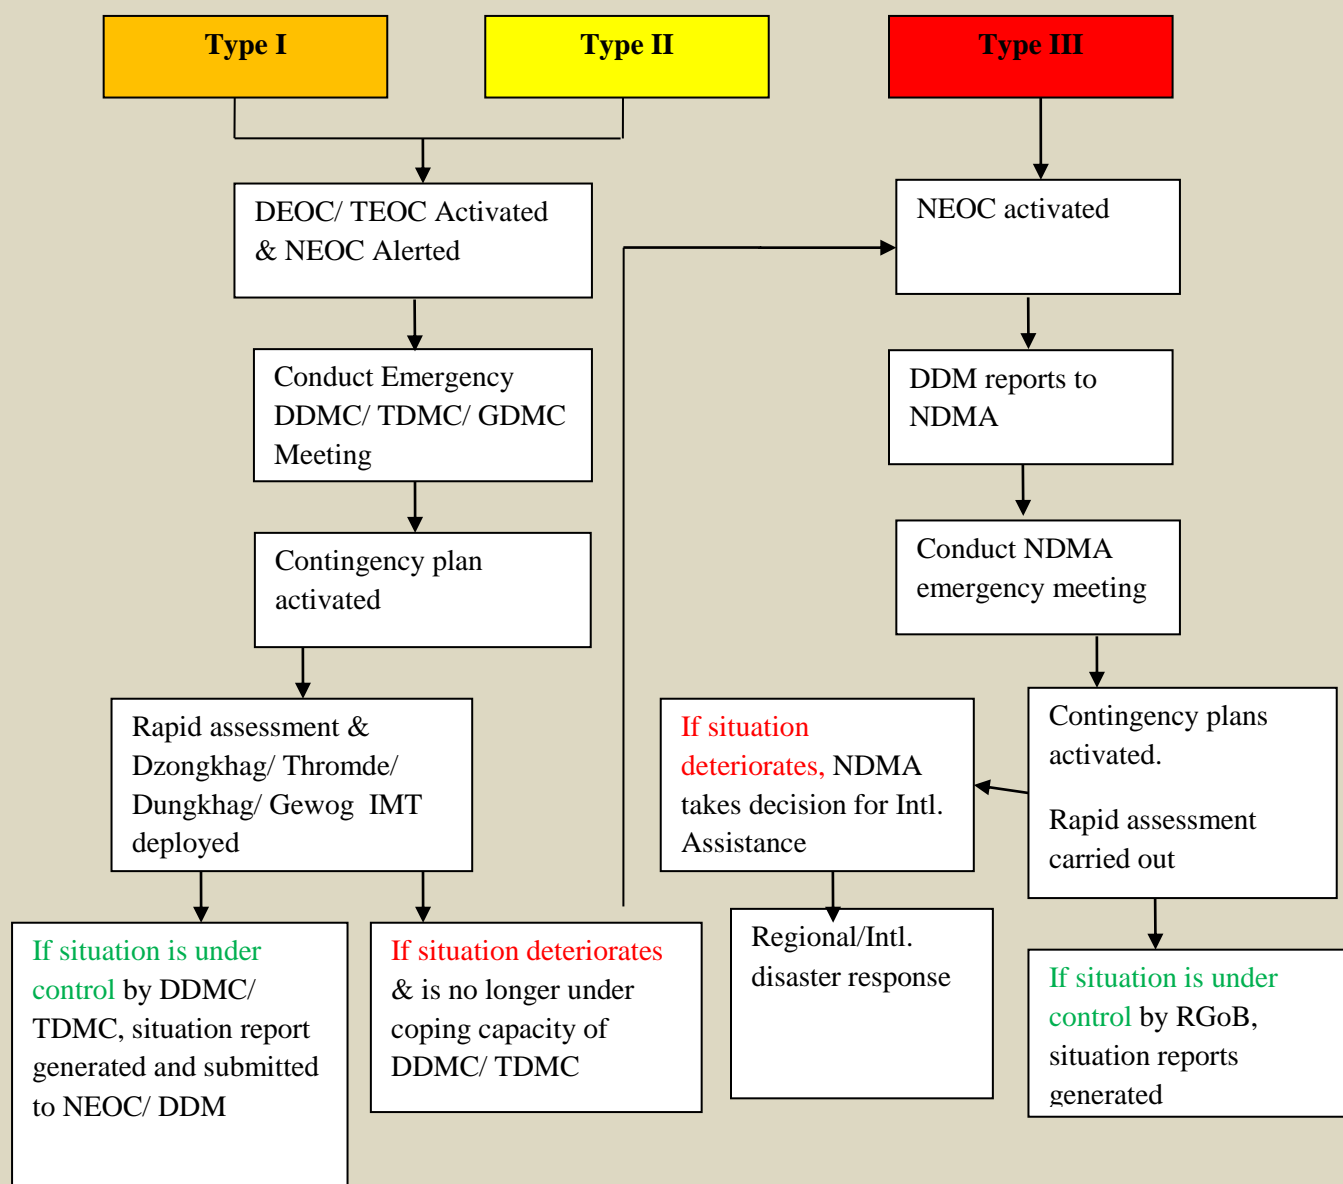 Type I
Type II
Type III
DEOC/ TEOC Activated
& NEOC Alerted
Conduct Emergency
DDMC/ TDMC/ GDMC
Meeting
Contingency plan
activated
Rapid assessment &
Dzongkhag/ Thromde/
Dungkhag/ Gewog IMT
deployed
If situation is under
control by DDMC/
TDMC, situation report
generated and submitted
to NEOC/ DDM
If situation deteriorates
& is no longer under
coping capacity of
DDMC/ TDMC
NEOC activated
DDM reports to
NDMA
Conduct NDMA
emergency meeting
Contingency plans
activated.
Rapid assessment
carried out
If situation
deteriorates, NDMA
takes decision for Intl.
Assistance
Regional/Intl.
disaster response
If situation is under
control by RGoB,
situation reports
generated